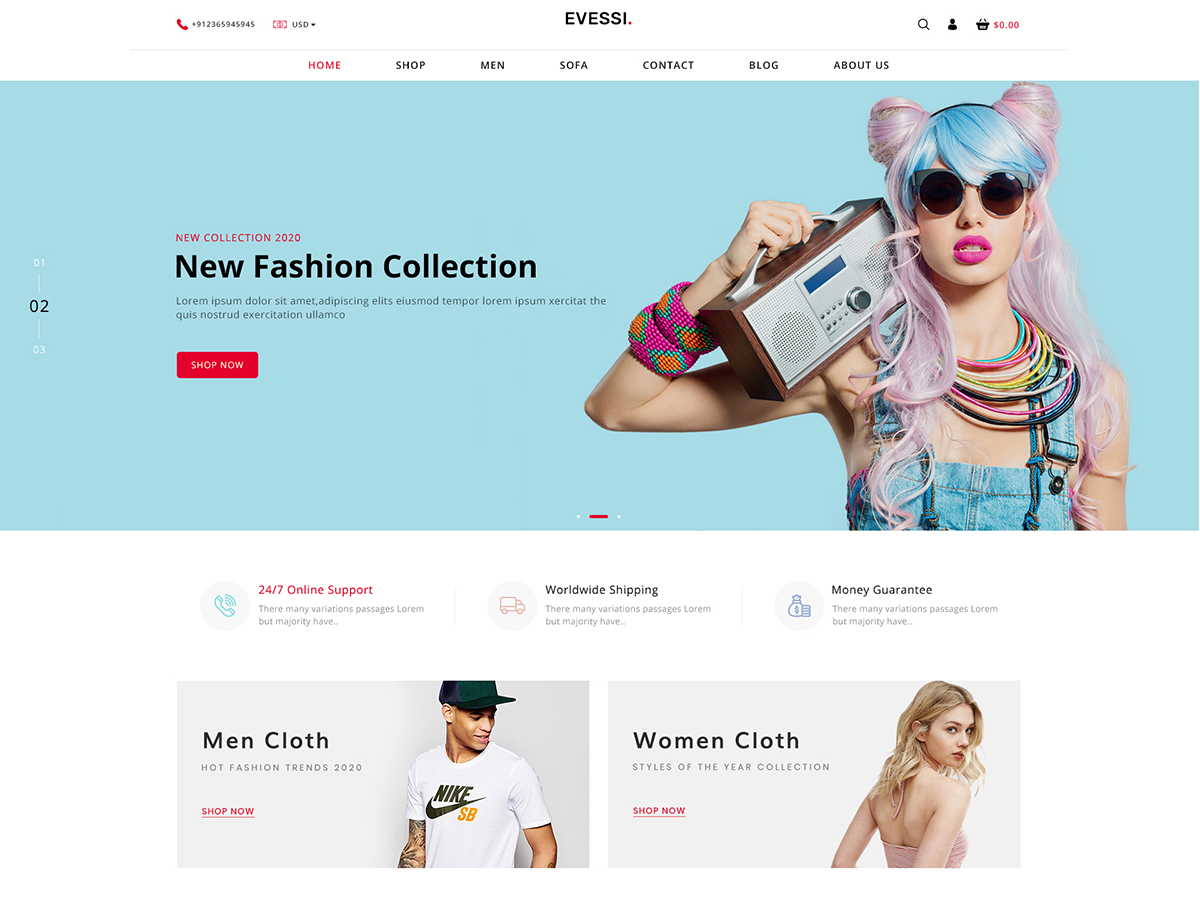 +912365945945
USD
EVESSI.
$0.00
HOME
SHOP
MEN
SOFA
CONTACT
BLOG
ABOUT US
NEW COLLECTION 2020
New Fashion Collection
Lorem ipsum dolor sit amet,adipiscing elits eiusmod tempor lorem ipsum xercitat the
quis nostrud exercitation ullamco
SHOP NOW
01
02
03
24/7 Online Support
There many variations passages Lorem
but majority have..
Worldwide Shipping
There many variations passages Lorem
but majority have..
Money Guarantee
There many variations passages Lorem
but majority have..
Men Cloth
HOT FASHION TRENDS 2020
SHOP NOW
NIKE
SB
Women Cloth
STYLES OF THE YEAR COLLECTION
SHOP NOW